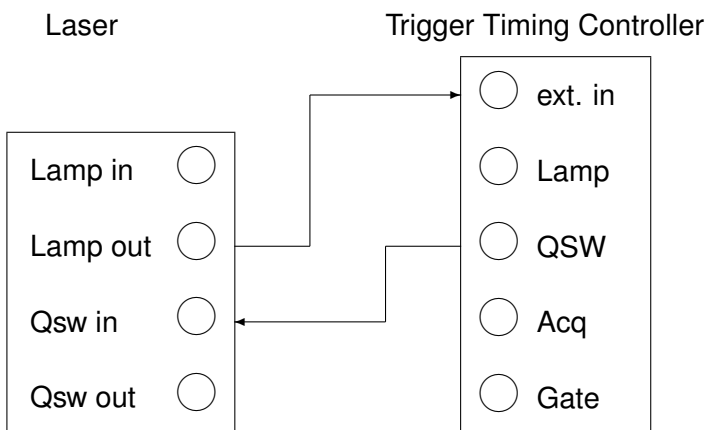 Laser
Trigger Timing Controller
Lamp in
Lamp out
Qsw in
Qsw out
ext. in
Lamp
QSW
Acq
Gate